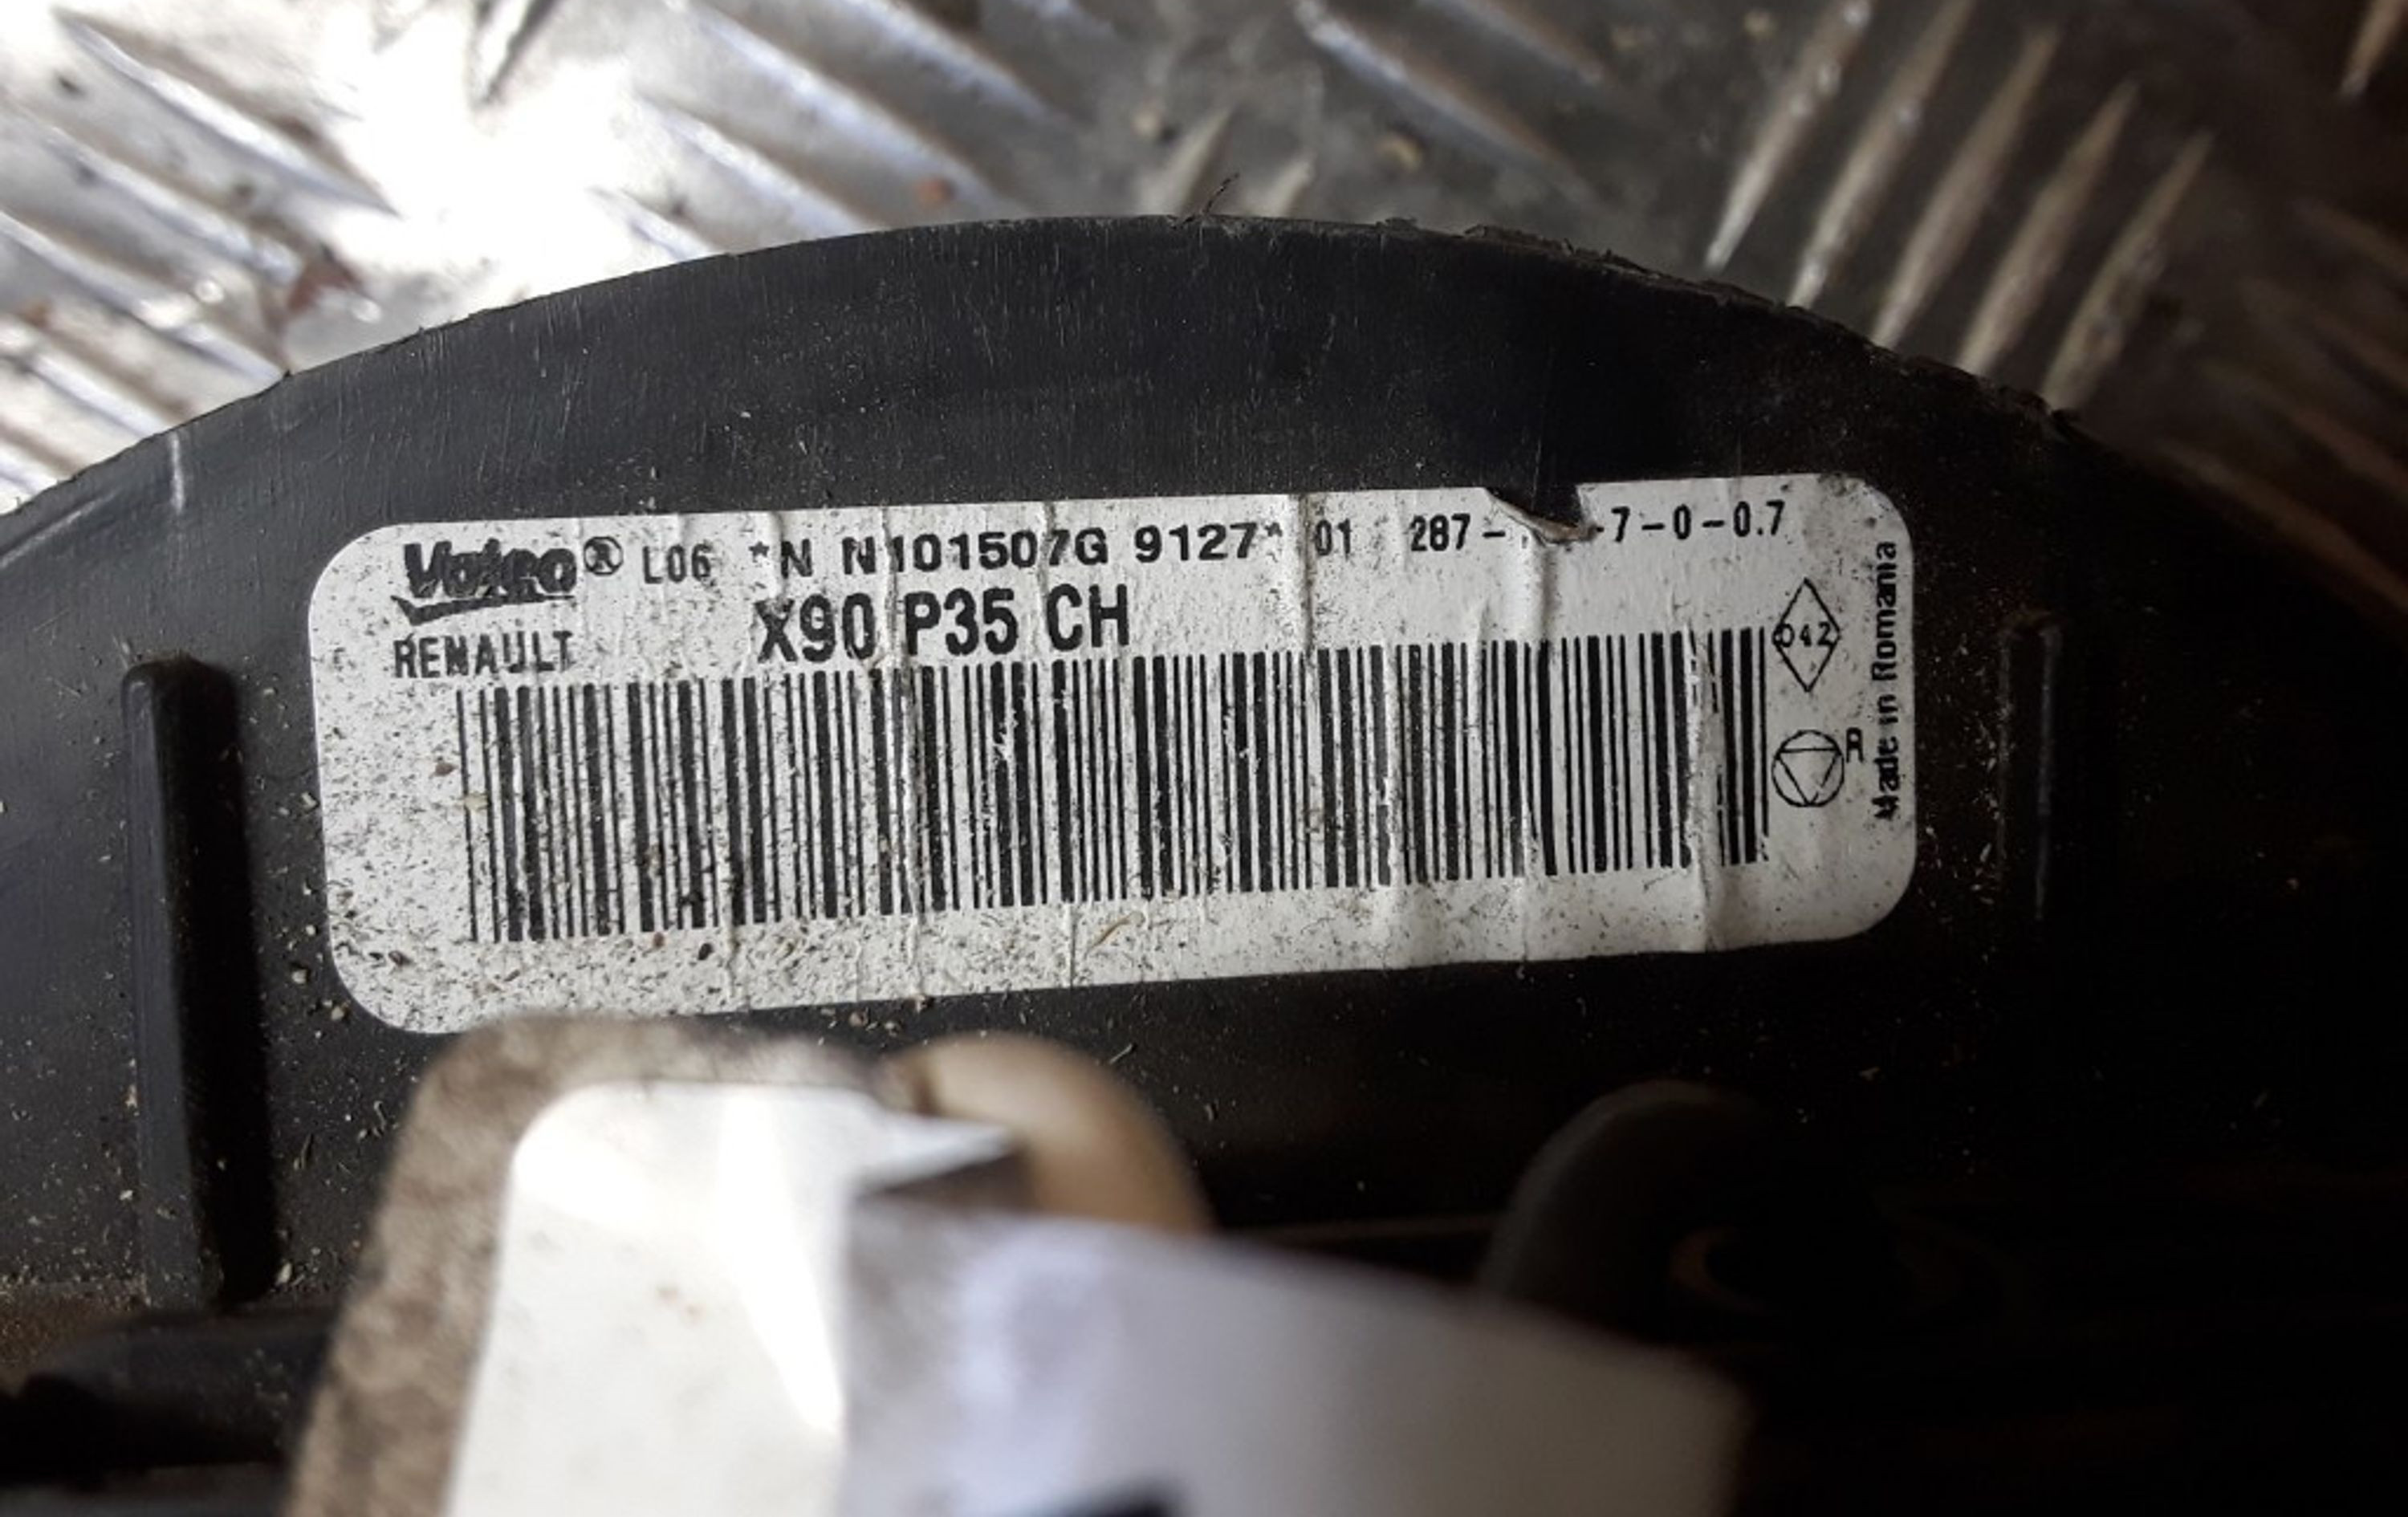 Valeo® L06 *N N101507G 9127* 01 287- -7-0-0.7
RENAULT X90 P35 CH
042
R
Made in Romania